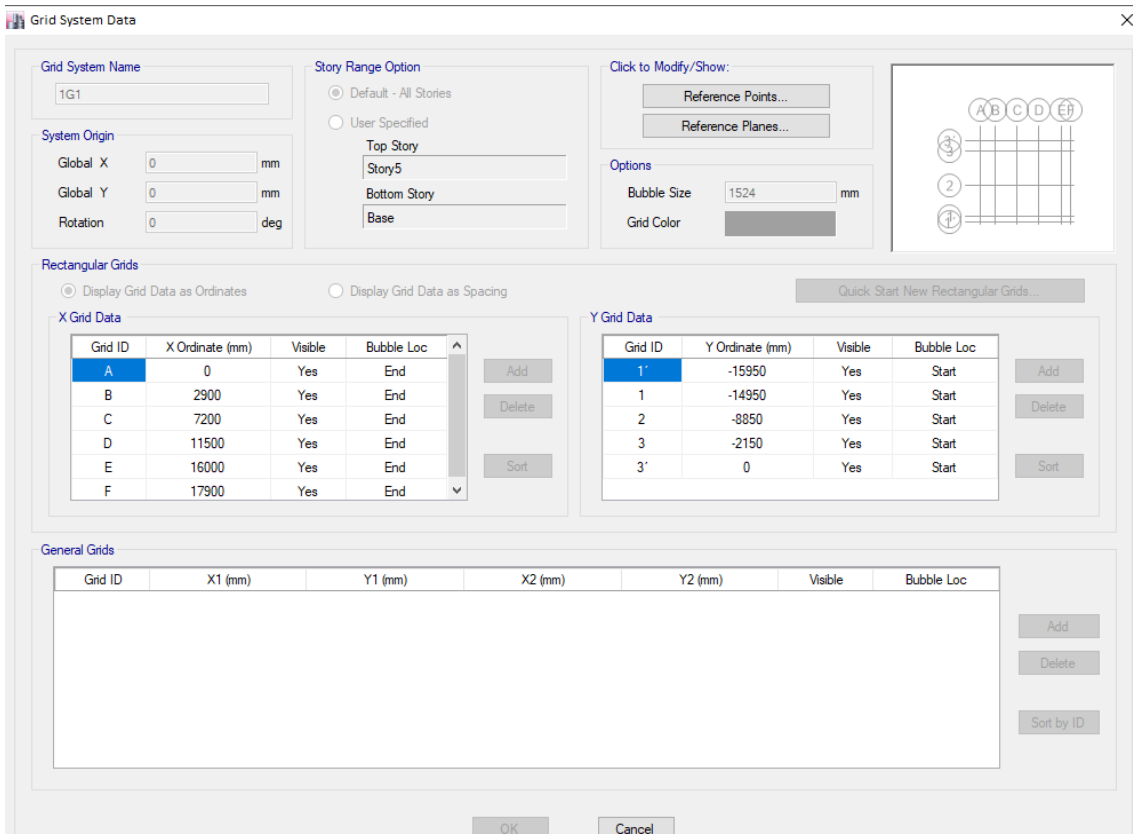 Grid System Data
Grid System Name
1G1
System Origin
Global X 0 mm
Global Y 0 mm
Rotation 0 deg
Story Range Option
Default - All Stories
User Specified
Top Story
Story5
Bottom Story
Base
Click to Modify/Show:
Reference Points...
Reference Planes...
Options
Bubble Size 1524 mm
Grid Color
A B C D E F
3´
3
2
1
Rectangular Grids
Display Grid Data as Ordinates Display Grid Data as Spacing Quick Start New Rectangular Grids...
X Grid Data
Grid ID X Ordinate (mm) Visible Bubble Loc
A 0 Yes End
B 2900 Yes End
C 7200 Yes End
D 11500 Yes End
E 16000 Yes End
F 17900 Yes End
Add
Delete
Sort
Y Grid Data
Grid ID Y Ordinate (mm) Visible Bubble Loc
1´ -15950 Yes Start
1 -14950 Yes Start
2 -8850 Yes Start
3 -2150 Yes Start
3´ 0 Yes Start
Add
Delete
Sort
General Grids
Grid ID X1 (mm) Y1 (mm) X2 (mm) Y2 (mm) Visible Bubble Loc
Add
Delete
Sort by ID
OK Cancel